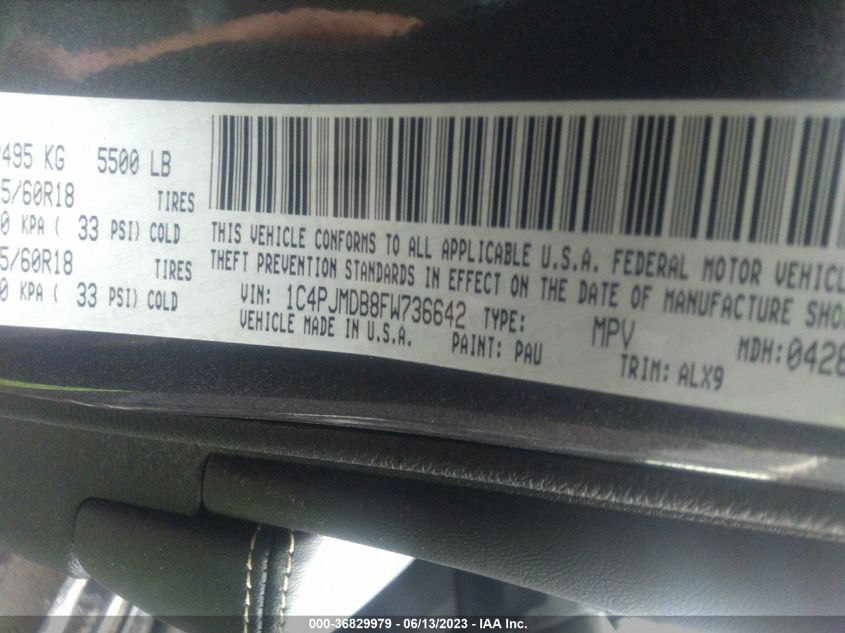 495 KG 5500 LB
5/60R18 TIRES
0 KPA ( 33 PSI) COLD
5/60R18 TIRES
0 KPA ( 33 PSI) COLD
THIS VEHICLE CONFORMS TO ALL APPLICABLE U.S.A. FEDERAL MOTOR VEHICL
THEFT PREVENTION STANDARDS IN EFFECT ON THE DATE OF MANUFACTURE SHO
VIN: 1C4PJMDB8FW736642 TYPE: MPV MDH:0428
VEHICLE MADE IN U.S.A. PAINT: PAU TRIM: ALX9
000-36829979 - 06/13/2023 - IAA Inc.